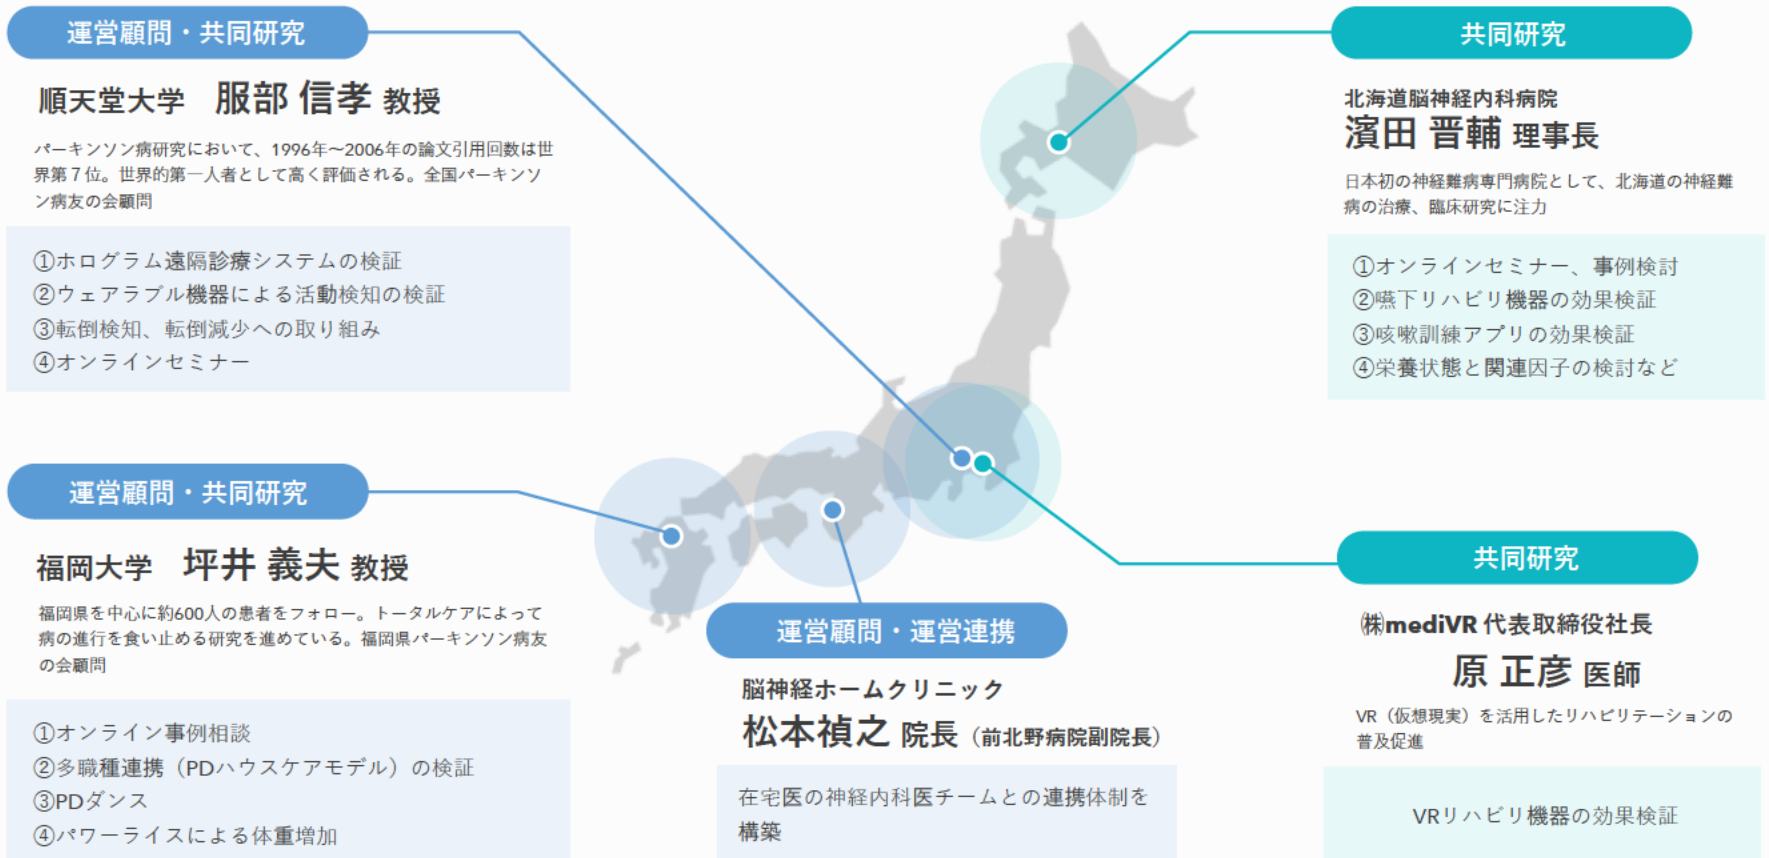 運営顧問・共同研究
順天堂大学 服部 信孝 教授
パーキンソン病研究において、1996年～2006年の論文引用回数は世
界第７位。世界的第一人者として高く評価される。全国パーキンソ
ン病友の会顧問
①ホログラム遠隔診療システムの検証
②ウェアラブル機器による活動検知の検証
③転倒検知、転倒減少への取り組み
④オンラインセミナー
運営顧問・共同研究
福岡大学 坪井 義夫 教授
福岡県を中心に約600人の患者をフォロー。トータルケアによって
病の進行を食い止める研究を進めている。福岡県パーキンソン病友
の会顧問
①オンライン事例相談
②多職種連携（PDハウスケアモデル）の検証
③PDダンス
④パワーライスによる体重増加
運営顧問・運営連携
脳神経ホームクリニック
松本禎之 院長（前北野病院副院長）
在宅医の神経内科医チームとの連携体制を
構築
共同研究
北海道脳神経内科病院
濱田 晋輔 理事長
日本初の神経難病専門病院として、北海道の神経難
病の治療、臨床研究に注力
①オンラインセミナー、事例検討
②嚥下リハビリ機器の効果検証
③咳嗽訓練アプリの効果検証
④栄養状態と関連因子の検討など
共同研究
㈱mediVR 代表取締役社長
原 正彦 医師
VR（仮想現実）を活用したリハビリテーションの
普及促進
VRリハビリ機器の効果検証